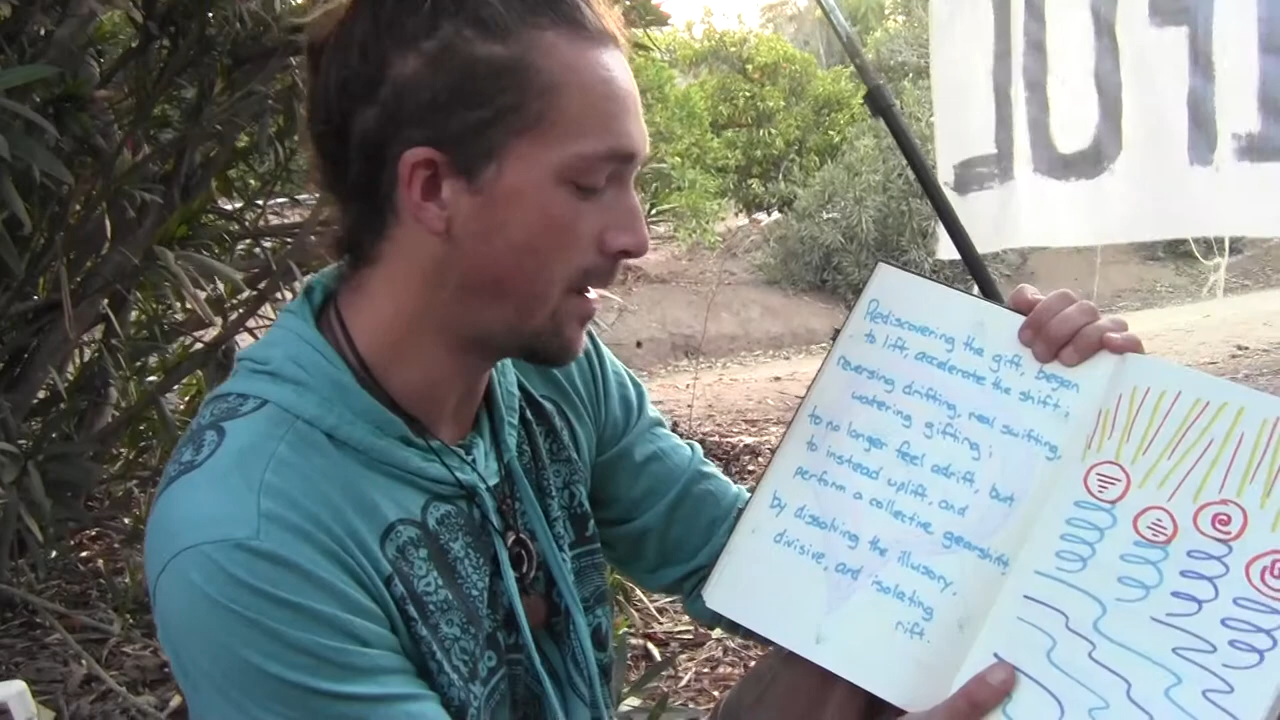 Rediscovering the gift, began
to lift, accelerate the shift;
reversing drifting, real swifting,
watering gifting;
to no longer feel adrift, but
to instead uplift, and
perform a collective gearshift
by dissolving the illusory,
divisive, and isolating
rift.